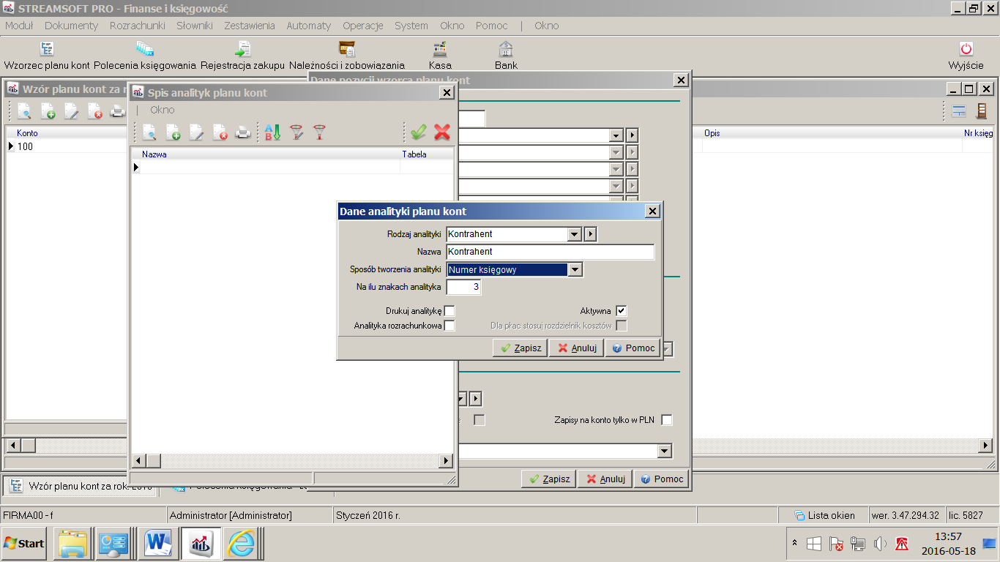 STREAMSOFT PRO - Finanse i księgowość
Moduł Dokumenty Rozrachunki Słowniki Zestawienia Automaty Operacje System Okno Pomoc | Okno
Wzorzec planu kont Polecenia księgowania Rejestracja zakupu Należności i zobowiązania Kasa Bank Wyjście
Dane pozycji wzorca planu kont
Wzór planu kont za r
Spis analityk planu kont
| Okno
Konto
Opis
Nr księg
100
Nazwa Tabela
Dane analityki planu kont
Rodzaj analityki Kontrahent
Nazwa Kontrahent
Sposób tworzenia analityki Numer księgowy
Na ilu znakach analityka 3
Drukuj analitykę Aktywna
Analityka rozrachunkowa Dla płac stosuj rozdzielnik kosztów
Zapisz Anuluj Pomoc
Zapisy na konto tylko w PLN
Zapisz Anuluj Pomoc
Wzór planu kont za rok 2016 Polecenia księgowania
FIRMA00 - f Administrator [Administrator] Styczeń 2016 r. Lista okien wer. 3.47.294.32 lic. 5827
Start
13:57
2016-05-18